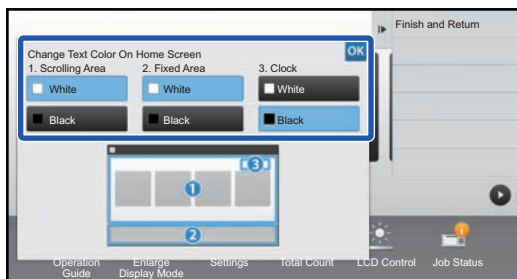 Finish and Return
OK
Change Text Color On Home Screen
1. Scrolling Area 2. Fixed Area 3. Clock
White White White
Black Black Black
3
1
2
Operation Guide Enlarge Display Mode Settings Total Count LCD Control Job Status